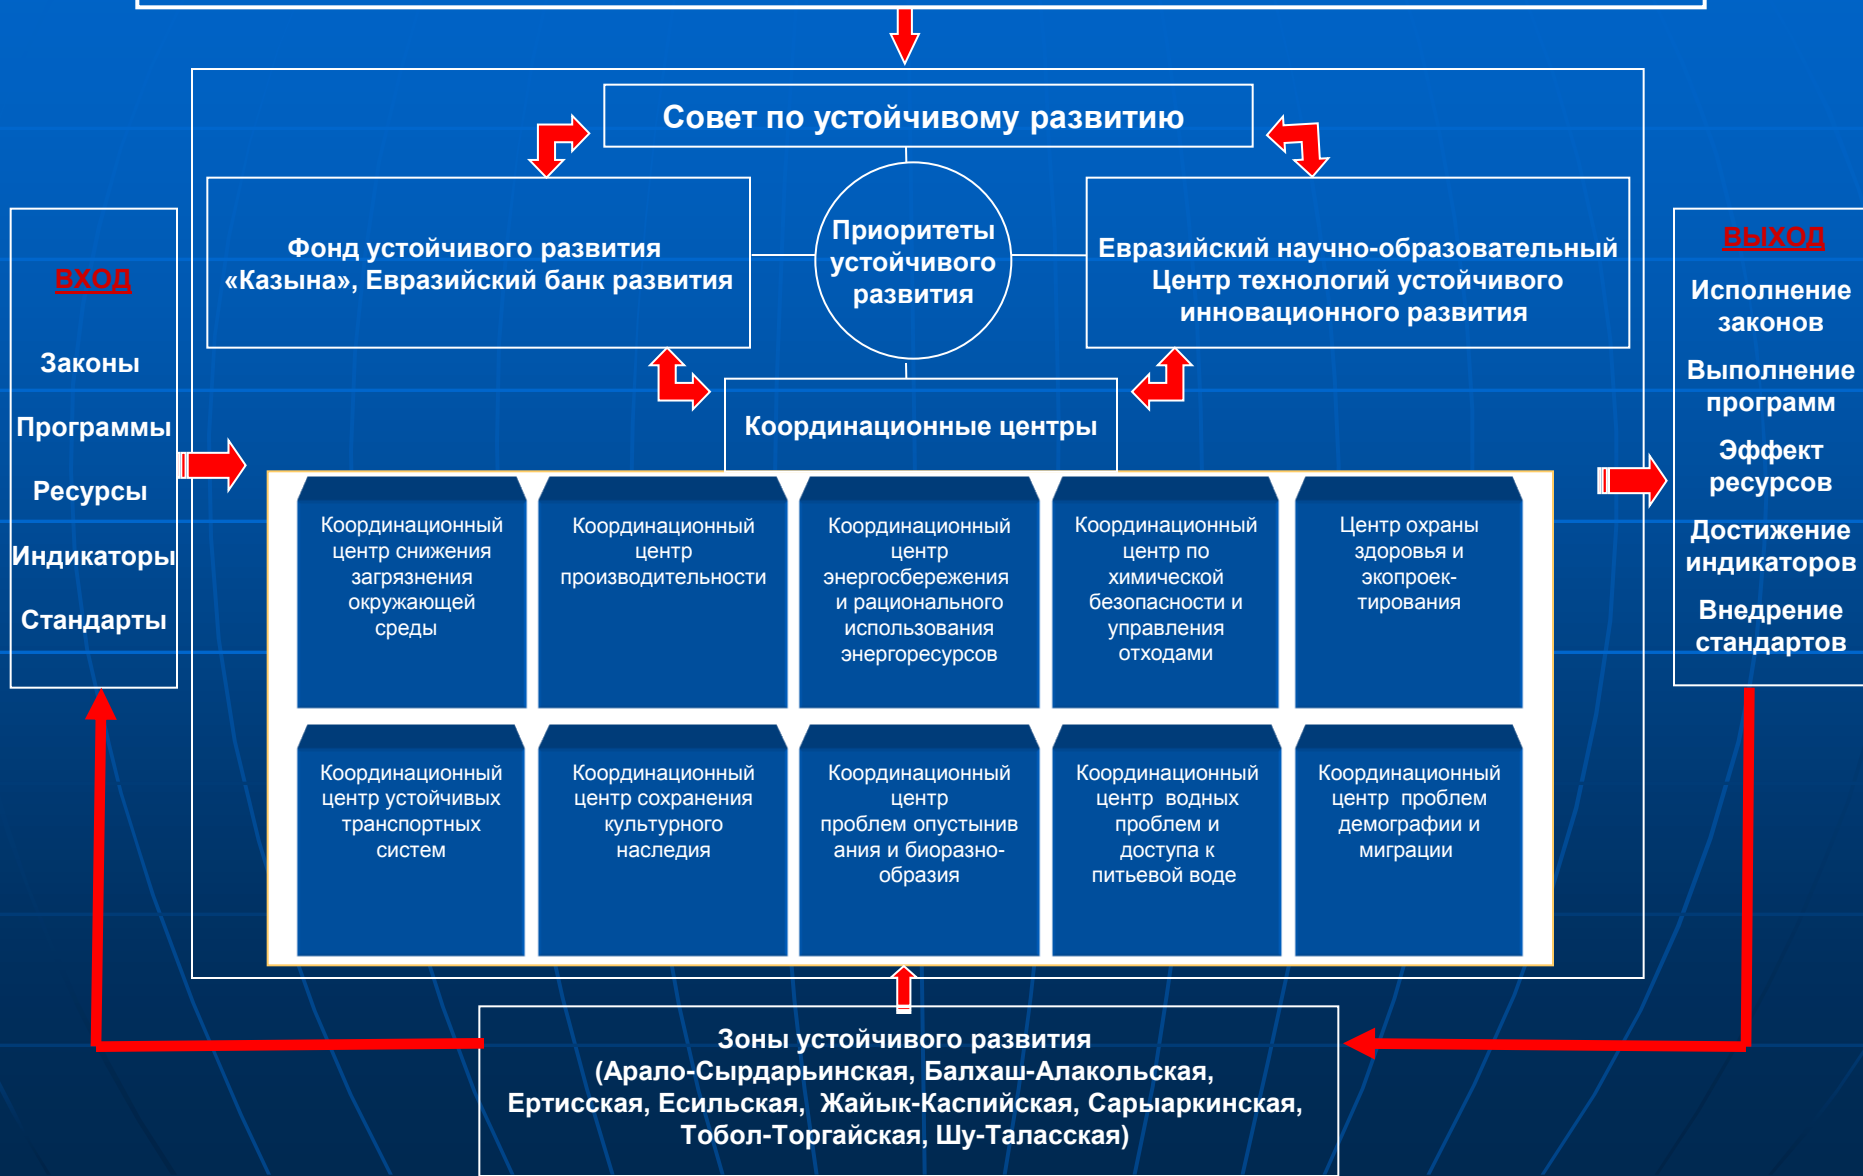 Совет по устойчивому развитию
Фонд устойчивого развития
«Казына», Евразийский банк развития
Приоритеты
устойчивого
развития
Евразийский научно-образовательный
Центр технологий устойчивого
инновационного развития
ВХОД
Законы
Программы
Ресурсы
Индикаторы
Стандарты
ВЫХОД
Исполнение
законов
Выполнение
программ
Эффект
ресурсов
Достижение
индикаторов
Внедрение
стандартов
Координационные центры
Координационный
центр снижения
загрязнения
окружающей
среды
Координационный
центр
производительности
Координационный
центр
энергосбережения
и рационального
использования
энергоресурсов
Координационный
центр по
химической
безопасности и
управления
отходами
Центр охраны
здоровья и
экопроек-
тирования
Координационный
центр устойчивых
транспортных
систем
Координационный
центр сохранения
культурного
наследия
Координационный
центр
проблем опустынив
ания и биоразно-
образия
Координационный
центр водных
проблем и
доступа к
питьевой воде
Координационный
центр проблем
демографии и
миграции
Зоны устойчивого развития
(Арало-Сырдарьинская, Балхаш-Алакольская,
Ертисская, Есильская, Жайык-Каспийская, Сарыаркинская,
Тобол-Торгайская, Шу-Таласская)